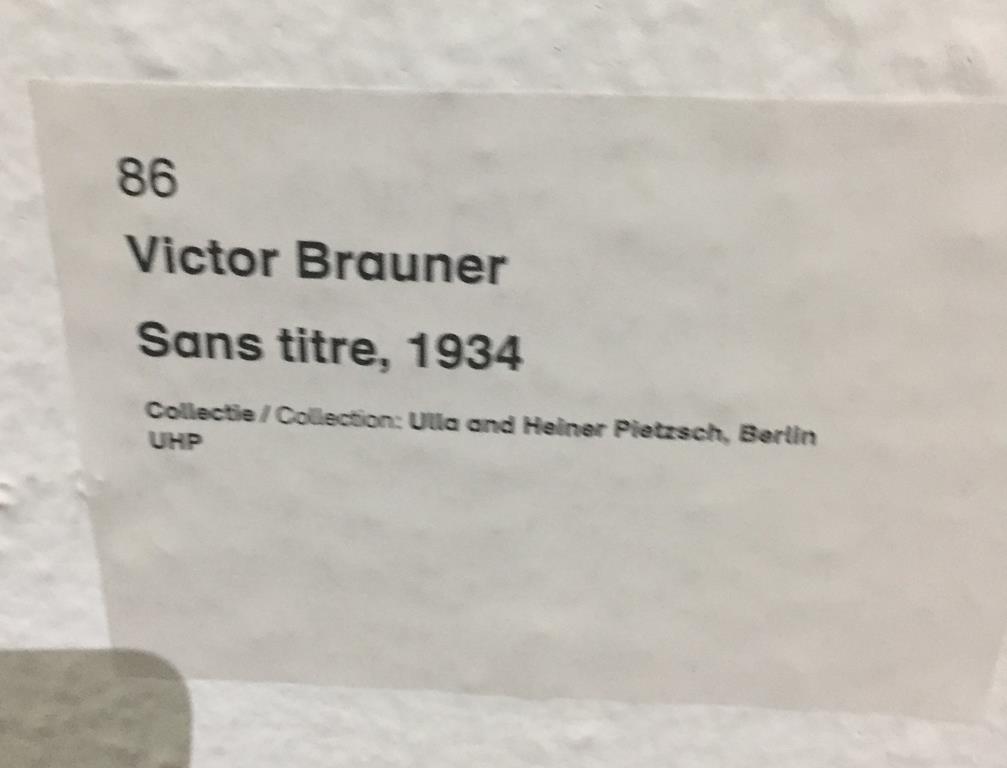 86
Victor Brauner
Sans titre, 1934
Collectie / Collection: Ulla and Heiner Pietzsch, Berlin
UHP